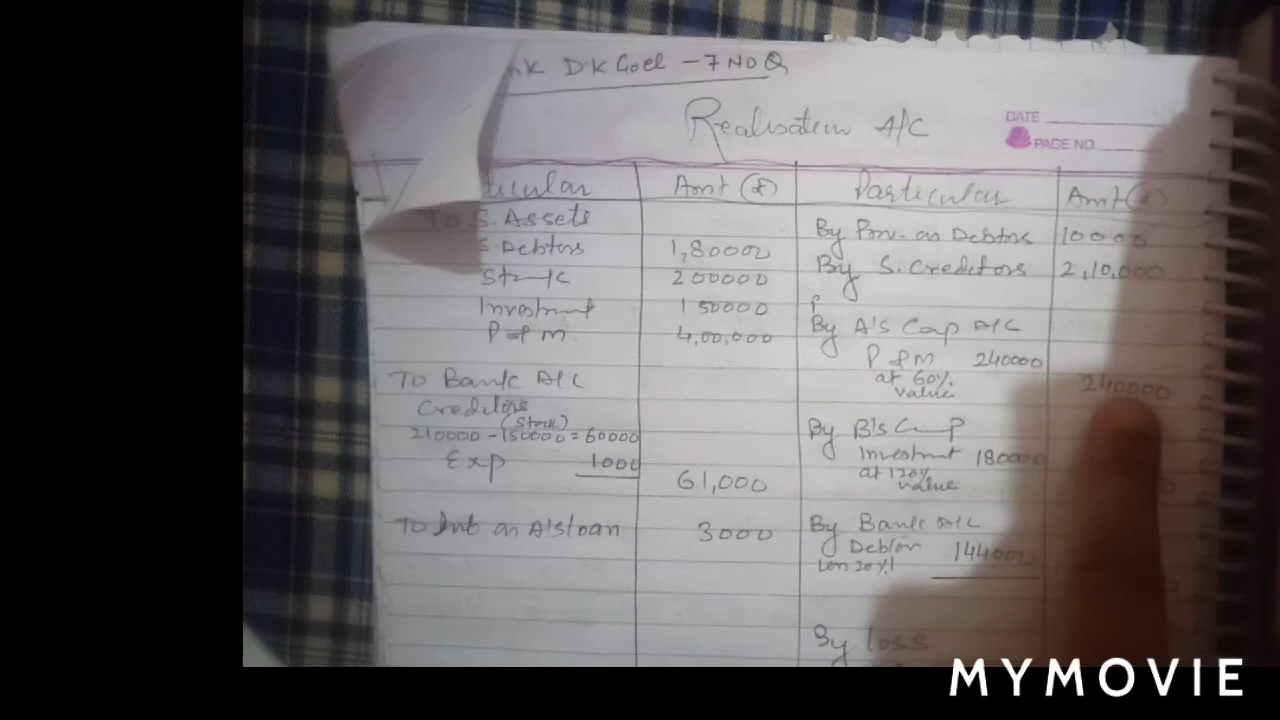 nk D.K Goel - 7 NO Q
Realisation A/C
DATE
PAGE NO.
ticular Amt (₹) Particular Amt (₹)
To S. Assets
S. Debtors 1,80000
Stock 200000
Investment 150000
P & M. 4,00,000
To Bank A/C
Creditors
(Stock)
210000 - 150000 = 60000
Exp 1000
61,000
To Int on A's loan 3000
By Prov. on Debtors 10000
By S. Creditors 2,10,000
By A's Cap A/C
P & M 240000
at 60%.
value
240000
By B's Cap
Investment 180000
at 120%
value
By Bank A/C
Debtor 144000
Less 20%
By loss
MYMOVIE